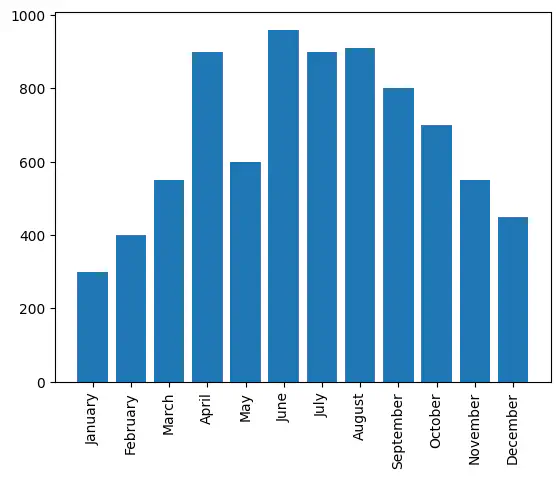 1000
800
600
400
200
0
January
February
March
April
May
June
July
August
September
October
November
December